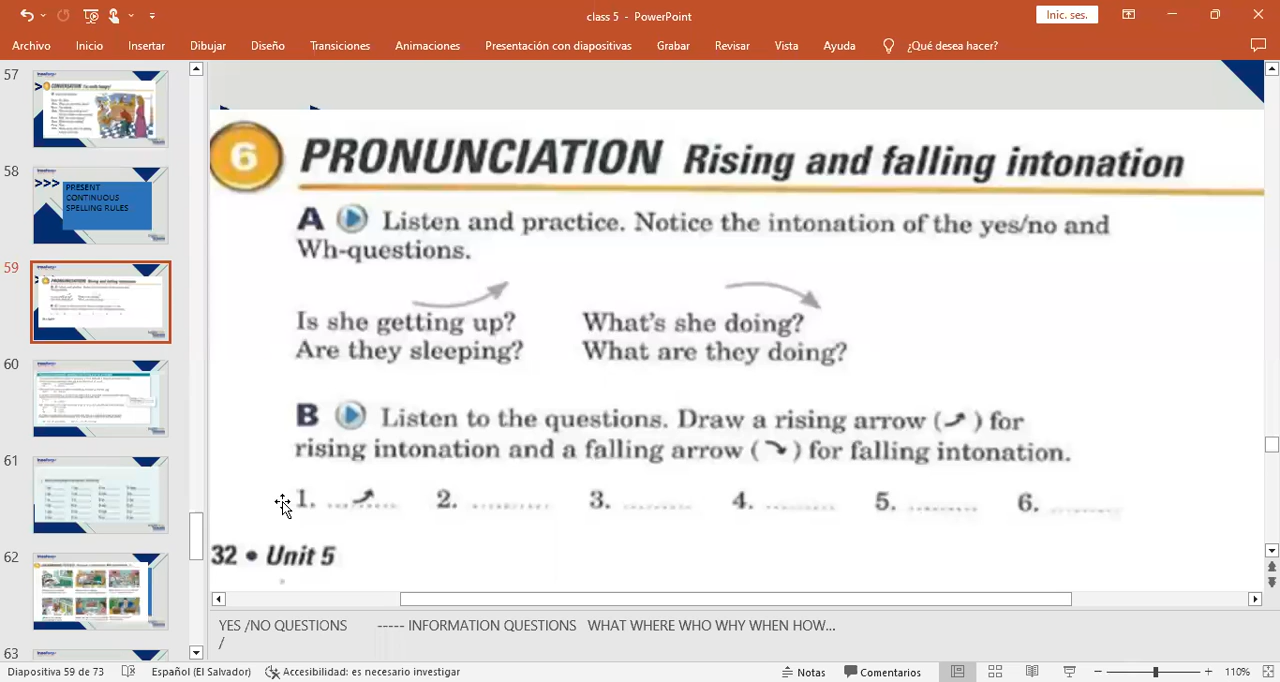 class 5 - PowerPoint
Inic. ses.
Archivo Inicio Insertar Dibujar Diseño Transiciones Animaciones Presentación con diapositivas Grabar Revisar Vista Ayuda ¿Qué desea hacer?
57
58
PRESENT
CONTINUOUS
SPELLING RULES
59
60
61
62
63
6 PRONUNCIATION Rising and falling intonation
A Listen and practice. Notice the intonation of the yes/no and
Wh-questions.
Is she getting up? What's she doing?
Are they sleeping? What are they doing?
B Listen to the questions. Draw a rising arrow ( ) for
rising intonation and a falling arrow ( ) for falling intonation.
1. 2. 3. 4. 5. 6.
32 • Unit 5
YES /NO QUESTIONS ----- INFORMATION QUESTIONS WHAT WHERE WHO WHY WHEN HOW...
/
Diapositiva 59 de 73 Español (El Salvador) Accesibilidad: es necesario investigar Notas Comentarios 110%